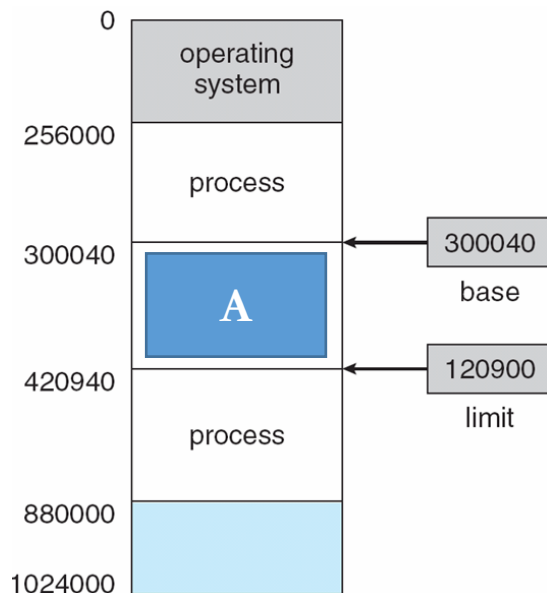 0
operating
system
256000
process
300040
300040
base
A
120900
420940
limit
process
880000
1024000